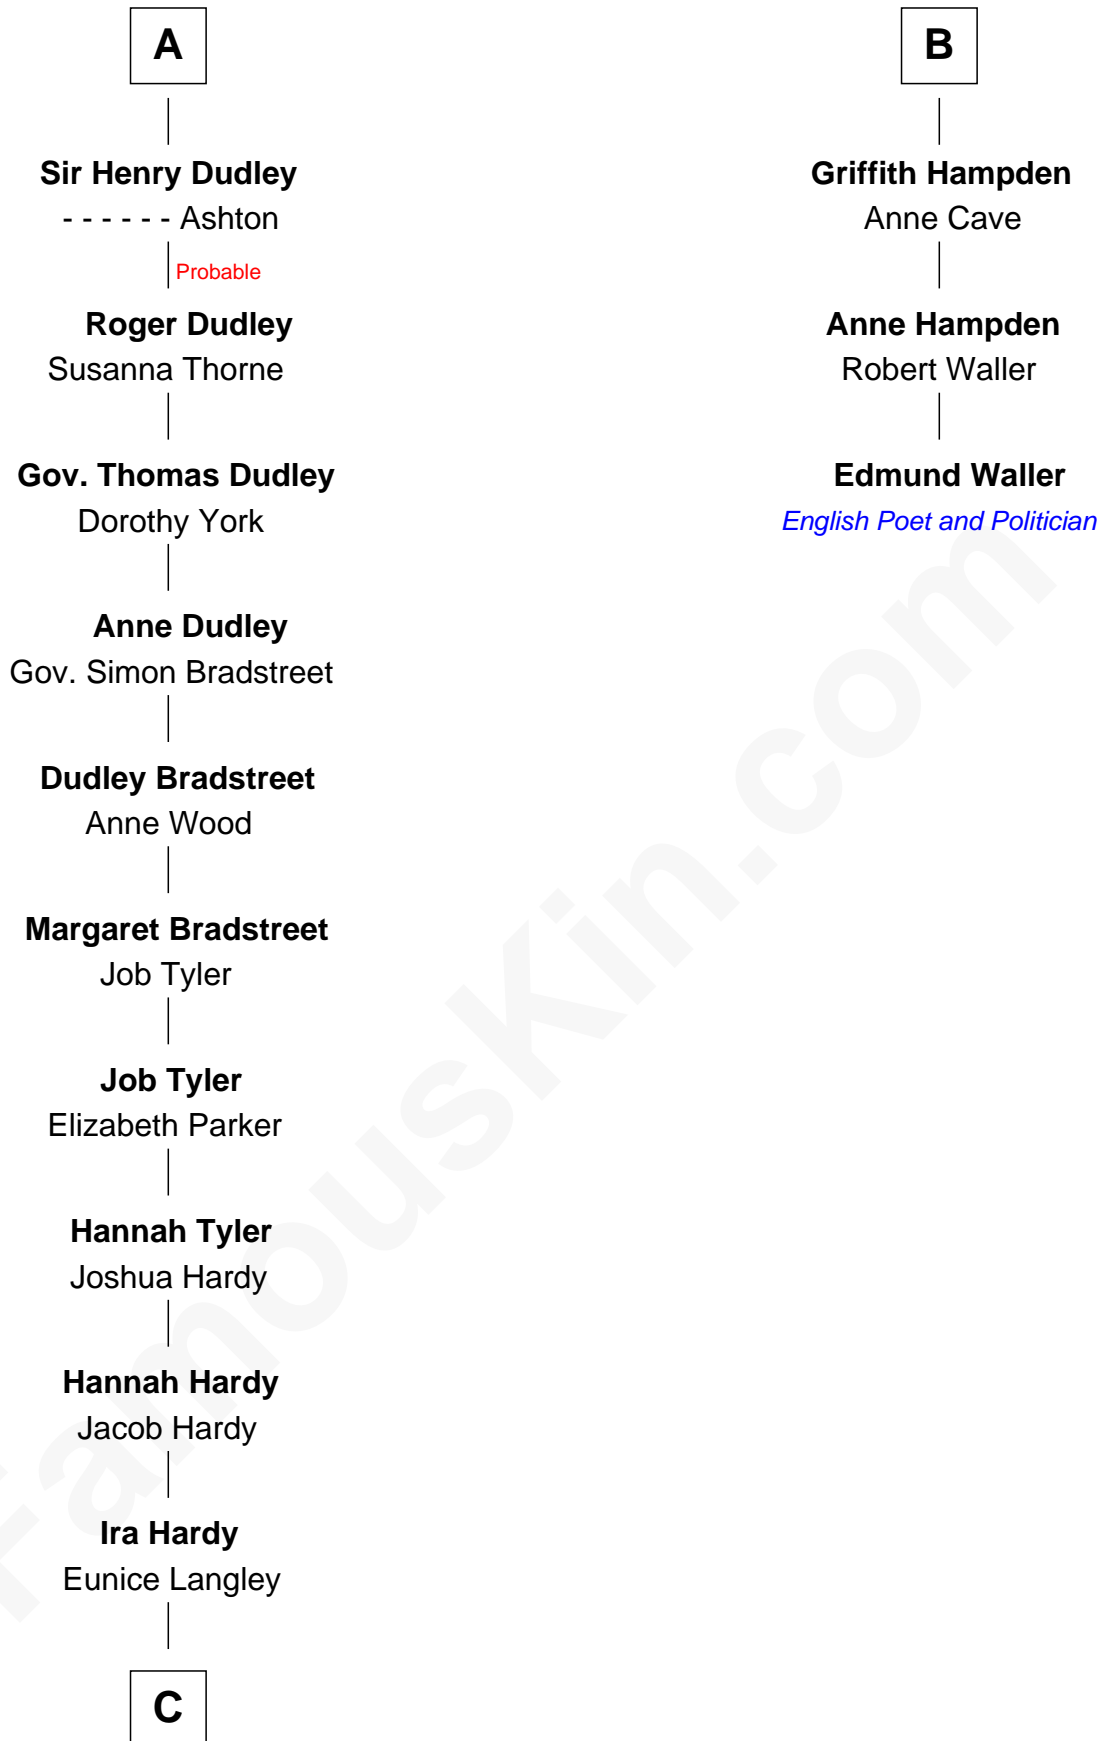 A
Sir Henry Dudley
- - - - - - Ashton
Probable
Roger Dudley
Susanna Thorne
Gov. Thomas Dudley
Dorothy York
Anne Dudley
Gov. Simon Bradstreet
Dudley Bradstreet
Anne Wood
Margaret Bradstreet
Job Tyler
Job Tyler
Elizabeth Parker
Hannah Tyler
Joshua Hardy
Hannah Hardy
Jacob Hardy
Ira Hardy
Eunice Langley
C
B
Griffith Hampden
Anne Cave
Anne Hampden
Robert Waller
Edmund Waller
English Poet and Politician
FamousKin.com